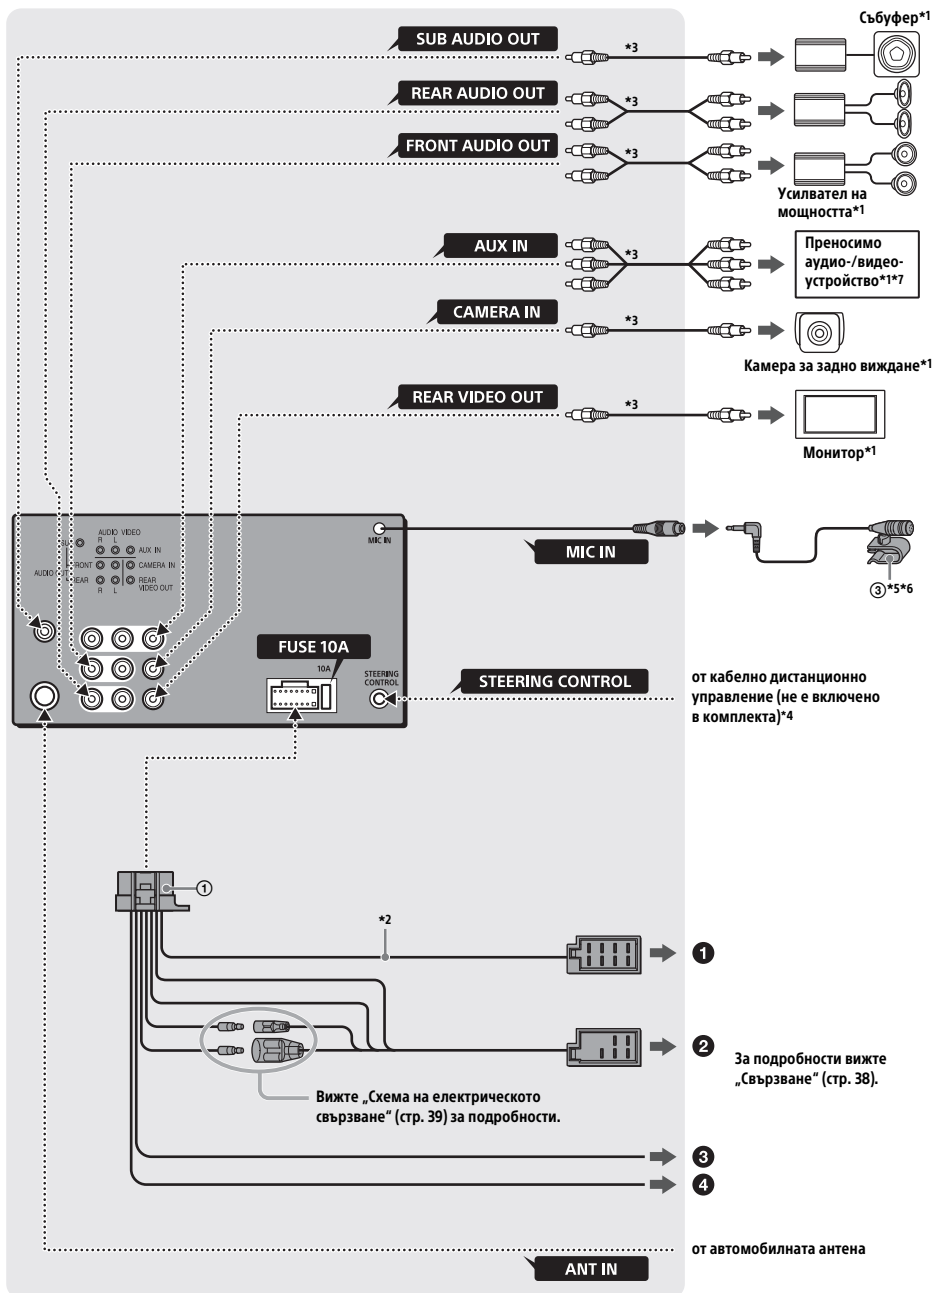 Събуфер*1
SUB AUDIO OUT
*3
REAR AUDIO OUT
*3
FRONT AUDIO OUT
*3
Усилвател на
мощността*1
AUX IN
*3
Преносимо
аудио-/видео-
устройство*1*7
CAMERA IN
*3
Камера за задно виждане*1
REAR VIDEO OUT
*3
Монитор*1
AUDIO VIDEO
R L
SUB
AUX IN
AUDIO OUT
FRONT
CAMERA IN
REAR
REAR
VIDEO OUT
R L
MIC IN
MIC IN
③*5*6
FUSE 10A
10A
STEERING
CONTROL
STEERING CONTROL
от кабелно дистанционно
управление (не е включено
в комплекта)*4
①
*2
❶
❷
За подробности вижте
„Свързване“ (стр. 38).
Вижте „Схема на електрическото
свързване“ (стр. 39) за подробности.
❸
❹
от автомобилната антена
ANT IN